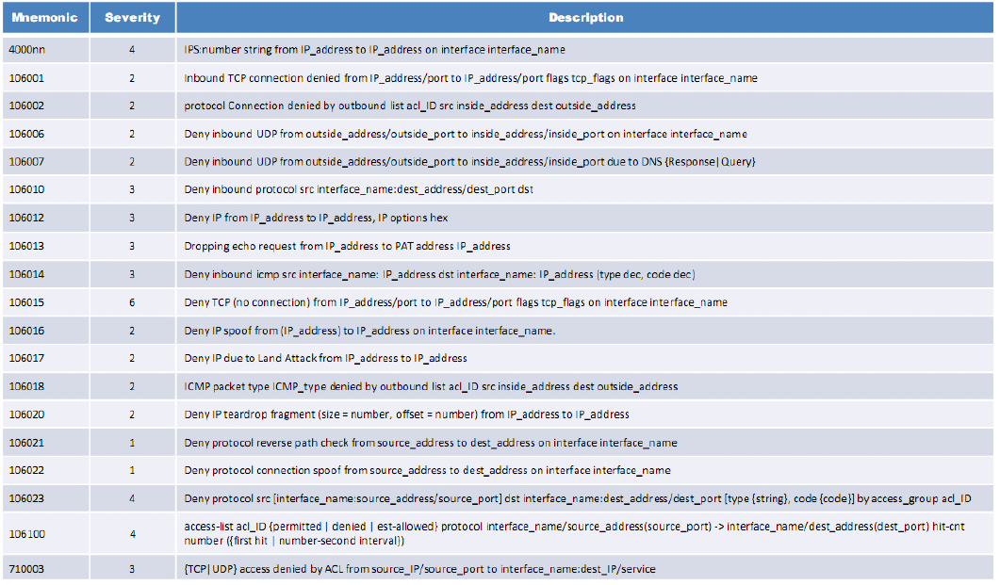 Mnemonic Severity Description
4000nn 4 IPS:number string from IP_address to IP_address on interface interface_name
106001 2 Inbound TCP connection denied from IP_address/port to IP_address/port flags tcp_flags on interface interface_name
106002 2 protocol Connection denied by outbound list acl_ID src inside_address dest outside_address
106006 2 Deny inbound UDP from outside_address/outside_port to inside_address/inside_port on interface interface_name
106007 2 Deny inbound UDP from outside_address/outside_port to inside_address/inside_port due to DNS {Response|Query}
106010 3 Deny inbound protocol src interface_name:dest_address/dest_port dst
106012 3 Deny IP from IP_address to IP_address, IP options hex
106013 3 Dropping echo request from IP_address to PAT address IP_address
106014 3 Deny inbound icmp src interface_name: IP_address dst interface_name: IP_address (type dec, code dec)
106015 6 Deny TCP (no connection) from IP_address/port to IP_address/port flags tcp_flags on interface interface_name
106016 2 Deny IP spoof from (IP_address) to IP_address on interface interface_name.
106017 2 Deny IP due to Land Attack from IP_address to IP_address
106018 2 ICMP packet type ICMP_type denied by outbound list acl_ID src inside_address dest outside_address
106020 2 Deny IP teardrop fragment (size = number, offset = number) from IP_address to IP_address
106021 1 Deny protocol reverse path check from source_address to dest_address on interface interface_name
106022 1 Deny protocol connection spoof from source_address to dest_address on interface interface_name
106023 4 Deny protocol src [interface_name:source_address/source_port] dst interface_name:dest_address/dest_port [type {string}, code {code}] by access_group acl_ID
106100 4 access-list acl_ID {permitted | denied | est-allowed} protocol interface_name/source_address(source_port) -> interface_name/dest_address(dest_port) hit-cnt
number ({first hit | number-second interval})
710003 3 {TCP|UDP} access denied by ACL from source_IP/source_port to interface_name:dest_IP/service